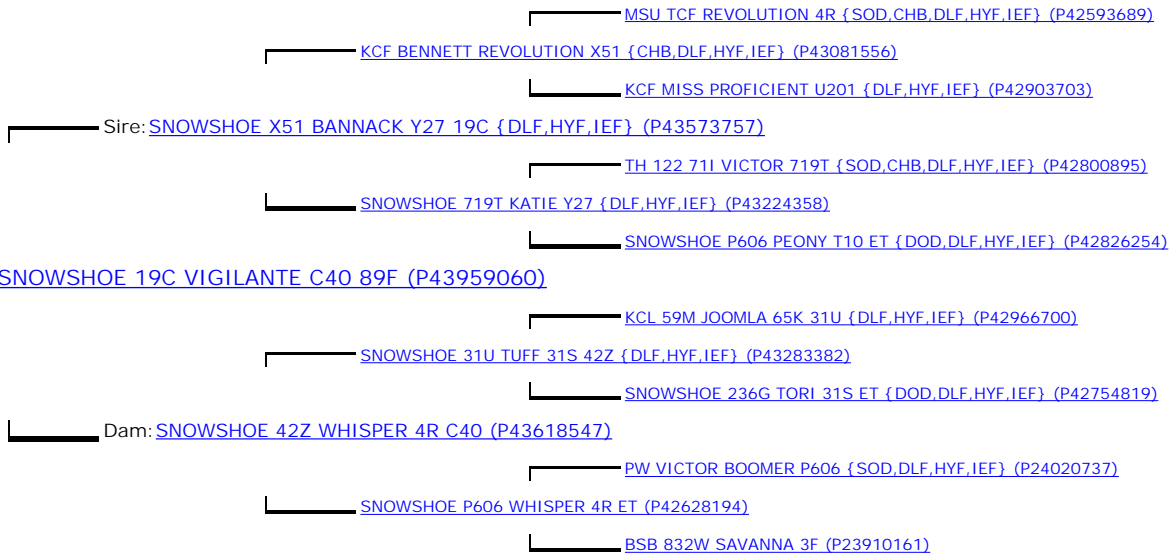 MSU TCF REVOLUTION 4R {SOD,CHB,DLF,HYF,IEF} (P42593689)
KCF BENNETT REVOLUTION X51 {CHB,DLF,HYF,IEF} (P43081556)
KCF MISS PROFICIENT U201 {DLF,HYF,IEF} (P42903703)
Sire: SNOWSHOE X51 BANNACK Y27 19C {DLF,HYF,IEF} (P43573757)
TH 122 71I VICTOR 719T {SOD,CHB,DLF,HYF,IEF} (P42800895)
SNOWSHOE 719T KATIE Y27 {DLF,HYF,IEF} (P43224358)
SNOWSHOE P606 PEONY T10 ET {DOD,DLF,HYF,IEF} (P42826254)
SNOWSHOE 19C VIGILANTE C40 89F (P43959060)
KCL 59M JOOMLA 65K 31U {DLF,HYF,IEF} (P42966700)
SNOWSHOE 31U TUFF 31S 42Z {DLF,HYF,IEF} (P43283382)
SNOWSHOE 236G TORI 31S ET {DOD,DLF,HYF,IEF} (P42754819)
Dam: SNOWSHOE 42Z WHISPER 4R C40 (P43618547)
PW VICTOR BOOMER P606 {SOD,DLF,HYF,IEF} (P24020737)
SNOWSHOE P606 WHISPER 4R ET (P42628194)
BSB 832W SAVANNA 3F (P23910161)